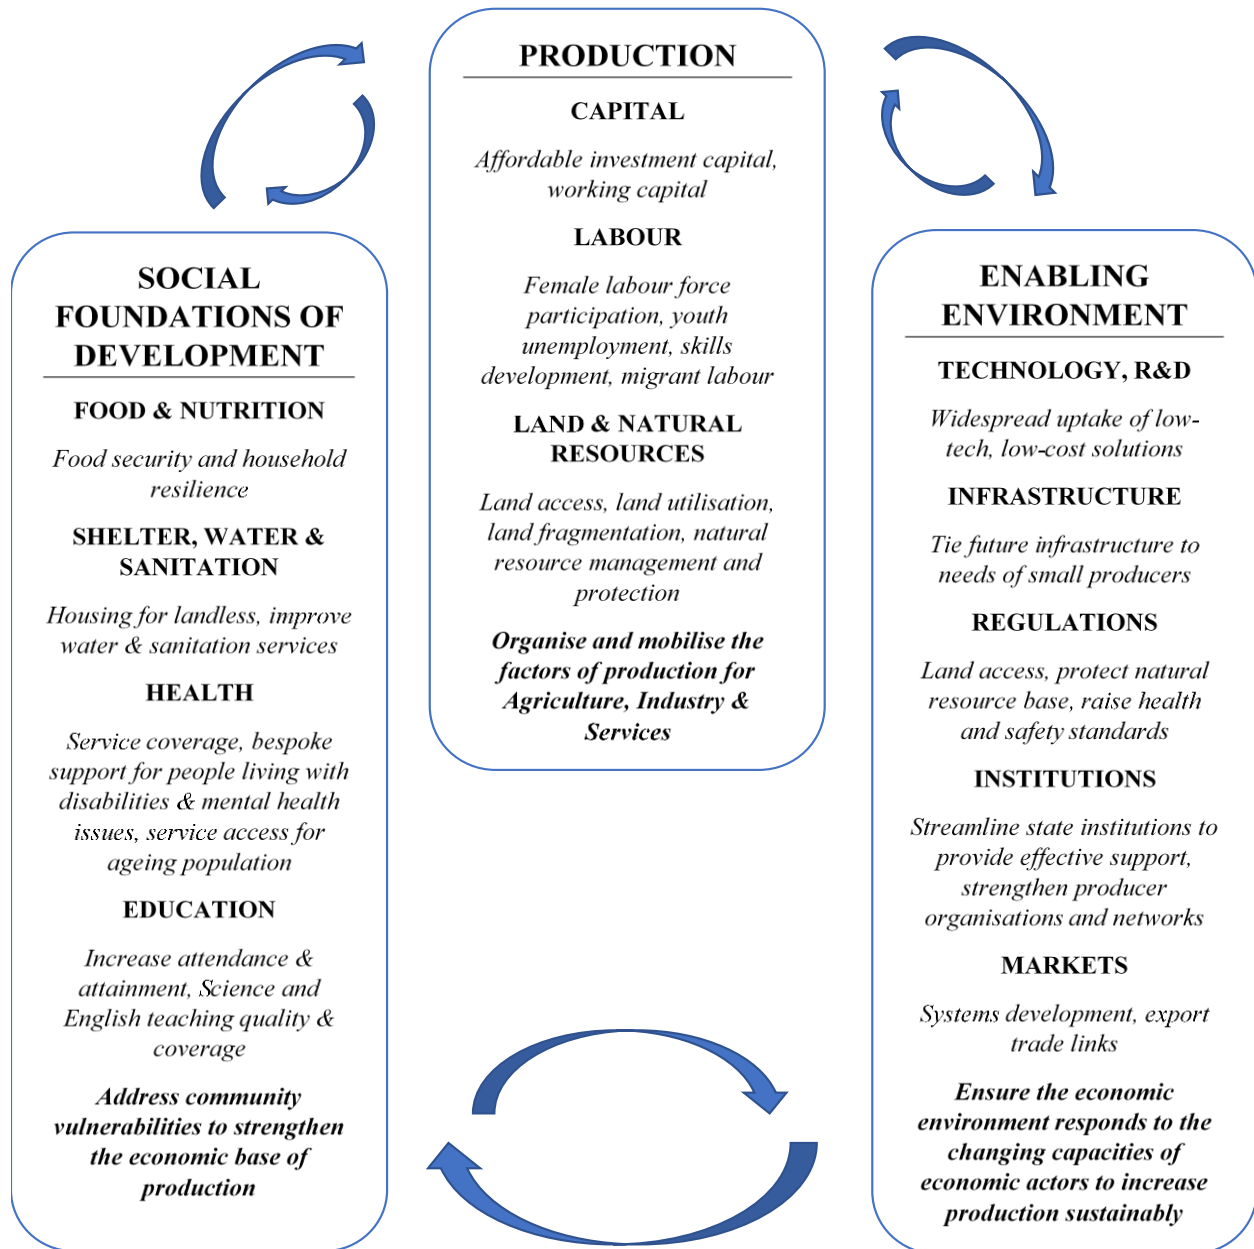 PRODUCTION
CAPITAL
Affordable investment capital,
working capital
LABOUR
Female labour force
participation, youth
unemployment, skills
development, migrant labour
LAND & NATURAL
RESOURCES
Land access, land utilisation,
land fragmentation, natural
resource management and
protection
Organise and mobilise the
factors of production for
Agriculture, Industry &
Services
SOCIAL
FOUNDATIONS OF
DEVELOPMENT
FOOD & NUTRITION
Food security and household
resilience
SHELTER, WATER &
SANITATION
Housing for landless, improve
water & sanitation services
HEALTH
Service coverage, bespoke
support for people living with
disabilities & mental health
issues, service access for
ageing population
EDUCATION
Increase attendance &
attainment, Science and
English teaching quality &
coverage
Address community
vulnerabilities to strengthen
the economic base of
production
ENABLING
ENVIRONMENT
TECHNOLOGY, R&D
Widespread uptake of low-
tech, low-cost solutions
INFRASTRUCTURE
Tie future infrastructure to
needs of small producers
REGULATIONS
Land access, protect natural
resource base, raise health
and safety standards
INSTITUTIONS
Streamline state institutions to
provide effective support,
strengthen producer
organisations and networks
MARKETS
Systems development, export
trade links
Ensure the economic
environment responds to the
changing capacities of
economic actors to increase
production sustainably